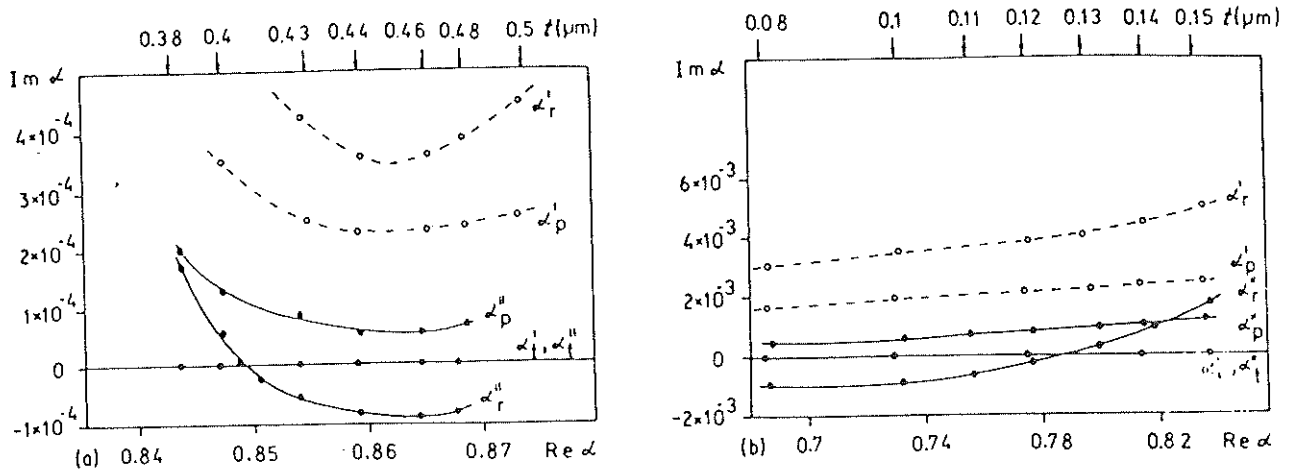 0.38 0.4 0.43 0.44 0.46 0.48 0.5 t(μm)
Im α
4×10⁻⁴
3×10⁻⁴
2×10⁻⁴
1×10⁻⁴
0
-1×10⁻⁴
α'r
α'p
α"p
α't, α"t
α"r
(a) 0.84 0.85 0.86 0.87 Re α
0.08 0.1 0.11 0.12 0.13 0.14 0.15 t(μm)
Im α
6×10⁻³
4×10⁻³
2×10⁻³
0
-2×10⁻³
α'r
α'p
α"r
α"p
, α"t
(b) 0.7 0.74 0.78 0.82 Re α